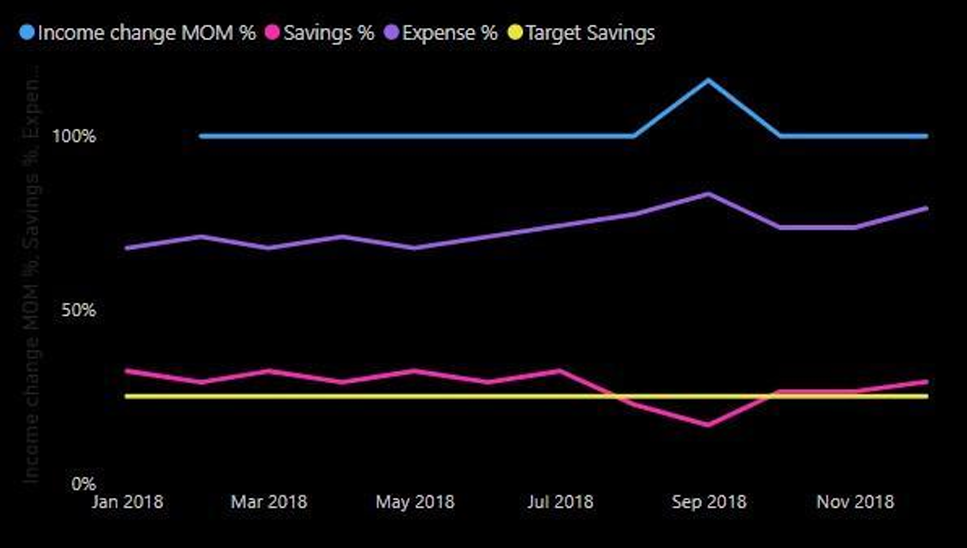 Income change MOM % Savings % Expense % Target Savings
Income change MOM %, Savings %, Expen...
100%
50%
0%
Jan 2018 Mar 2018 May 2018 Jul 2018 Sep 2018 Nov 2018